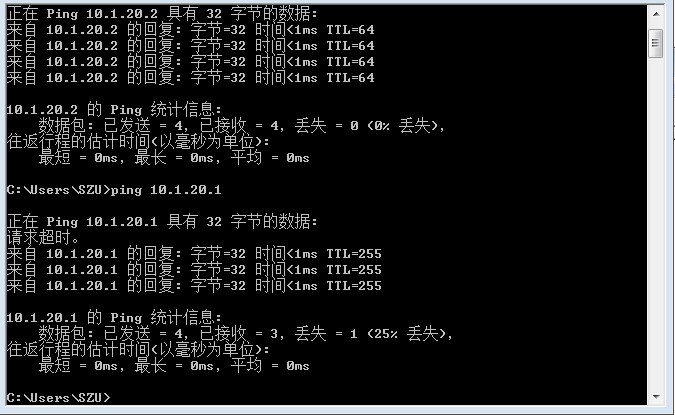 正在 Ping 10.1.20.2 具有 32 字节的数据:
来自 10.1.20.2 的回复: 字节=32 时间<1ms TTL=64
来自 10.1.20.2 的回复: 字节=32 时间<1ms TTL=64
来自 10.1.20.2 的回复: 字节=32 时间<1ms TTL=64
来自 10.1.20.2 的回复: 字节=32 时间<1ms TTL=64
10.1.20.2 的 Ping 统计信息:
数据包: 已发送 = 4, 已接收 = 4, 丢失 = 0 (0% 丢失),
往返行程的估计时间(以毫秒为单位):
最短 = 0ms, 最长 = 0ms, 平均 = 0ms
C:\Users\SZU>ping 10.1.20.1
正在 Ping 10.1.20.1 具有 32 字节的数据:
请求超时。
来自 10.1.20.1 的回复: 字节=32 时间<1ms TTL=255
来自 10.1.20.1 的回复: 字节=32 时间<1ms TTL=255
来自 10.1.20.1 的回复: 字节=32 时间<1ms TTL=255
10.1.20.1 的 Ping 统计信息:
数据包: 已发送 = 4, 已接收 = 3, 丢失 = 1 (25% 丢失),
往返行程的估计时间(以毫秒为单位):
最短 = 0ms, 最长 = 0ms, 平均 = 0ms
C:\Users\SZU>